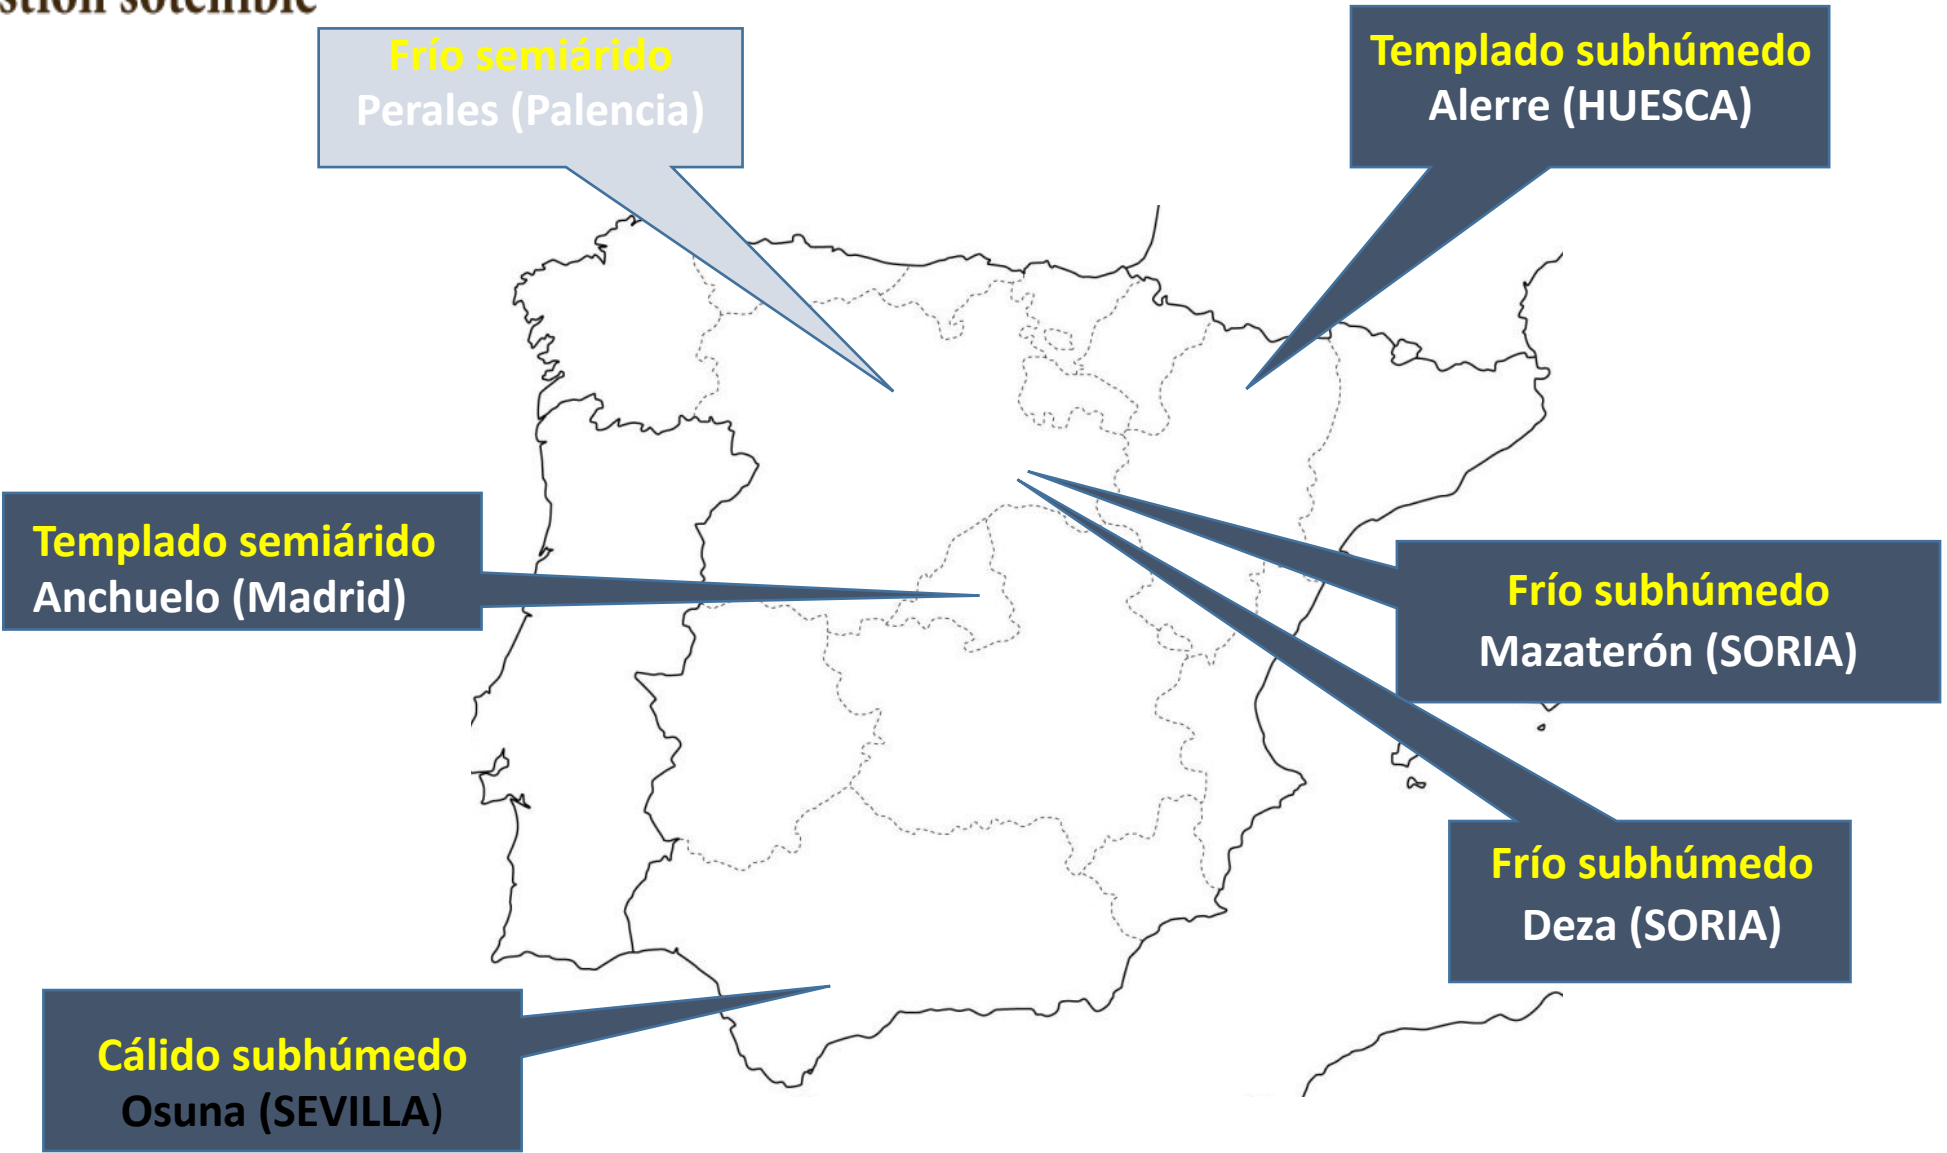 sotenible
Frío semiárido
Perales (Palencia)
Templado subhúmedo
Alerre (HUESCA)
Templado semiárido
Anchuelo (Madrid)
Frío subhúmedo
Mazaterón (SORIA)
Frío subhúmedo
Deza (SORIA)
Cálido subhúmedo
Osuna (SEVILLA)